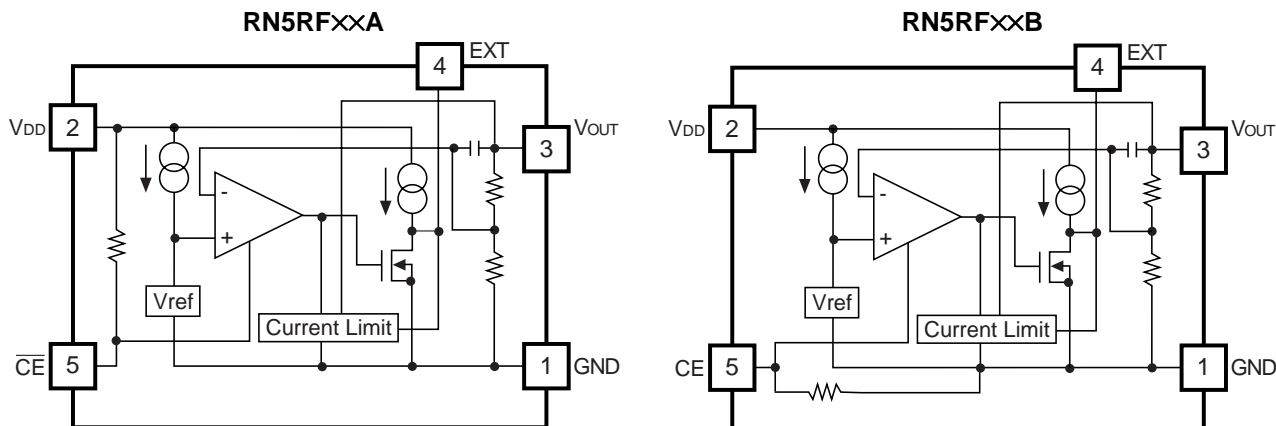 RN5RF××A
EXT
4
VDD
2
VOUT
3
-
+
Vref
Current Limit
C̅E̅
5
1
GND
RN5RF××B
EXT
4
VDD
2
VOUT
3
-
+
Vref
Current Limit
CE
5
1
GND